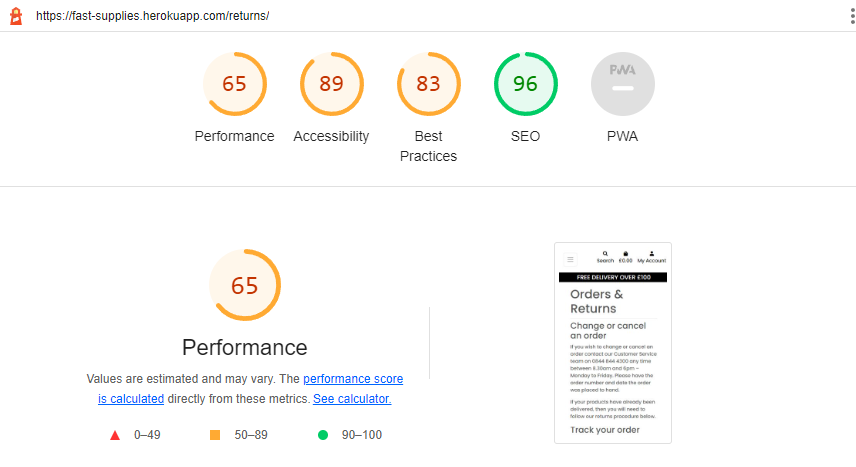 https://fast-supplies.herokuapp.com/returns/
65
89
83
96
PWA
Performance
Accessibility
Best
Practices
SEO
PWA
65
Performance
Values are estimated and may vary. The performance score
is calculated directly from these metrics. See calculator.
0–49
50–89
90–100
Search £0.00 My Account
FREE DELIVERY OVER £100
Orders &
Returns
Change or cancel
an order
If you wish to change or cancel an
order contact our Customer Service
team on 0844 844 4300 any time
between 8.30am and 6pm –
Monday to Friday. Please have the
order number and date the order
was placed to hand.
If your products have already been
delivered, then you will need to
follow our returns procedure below.
Track your order